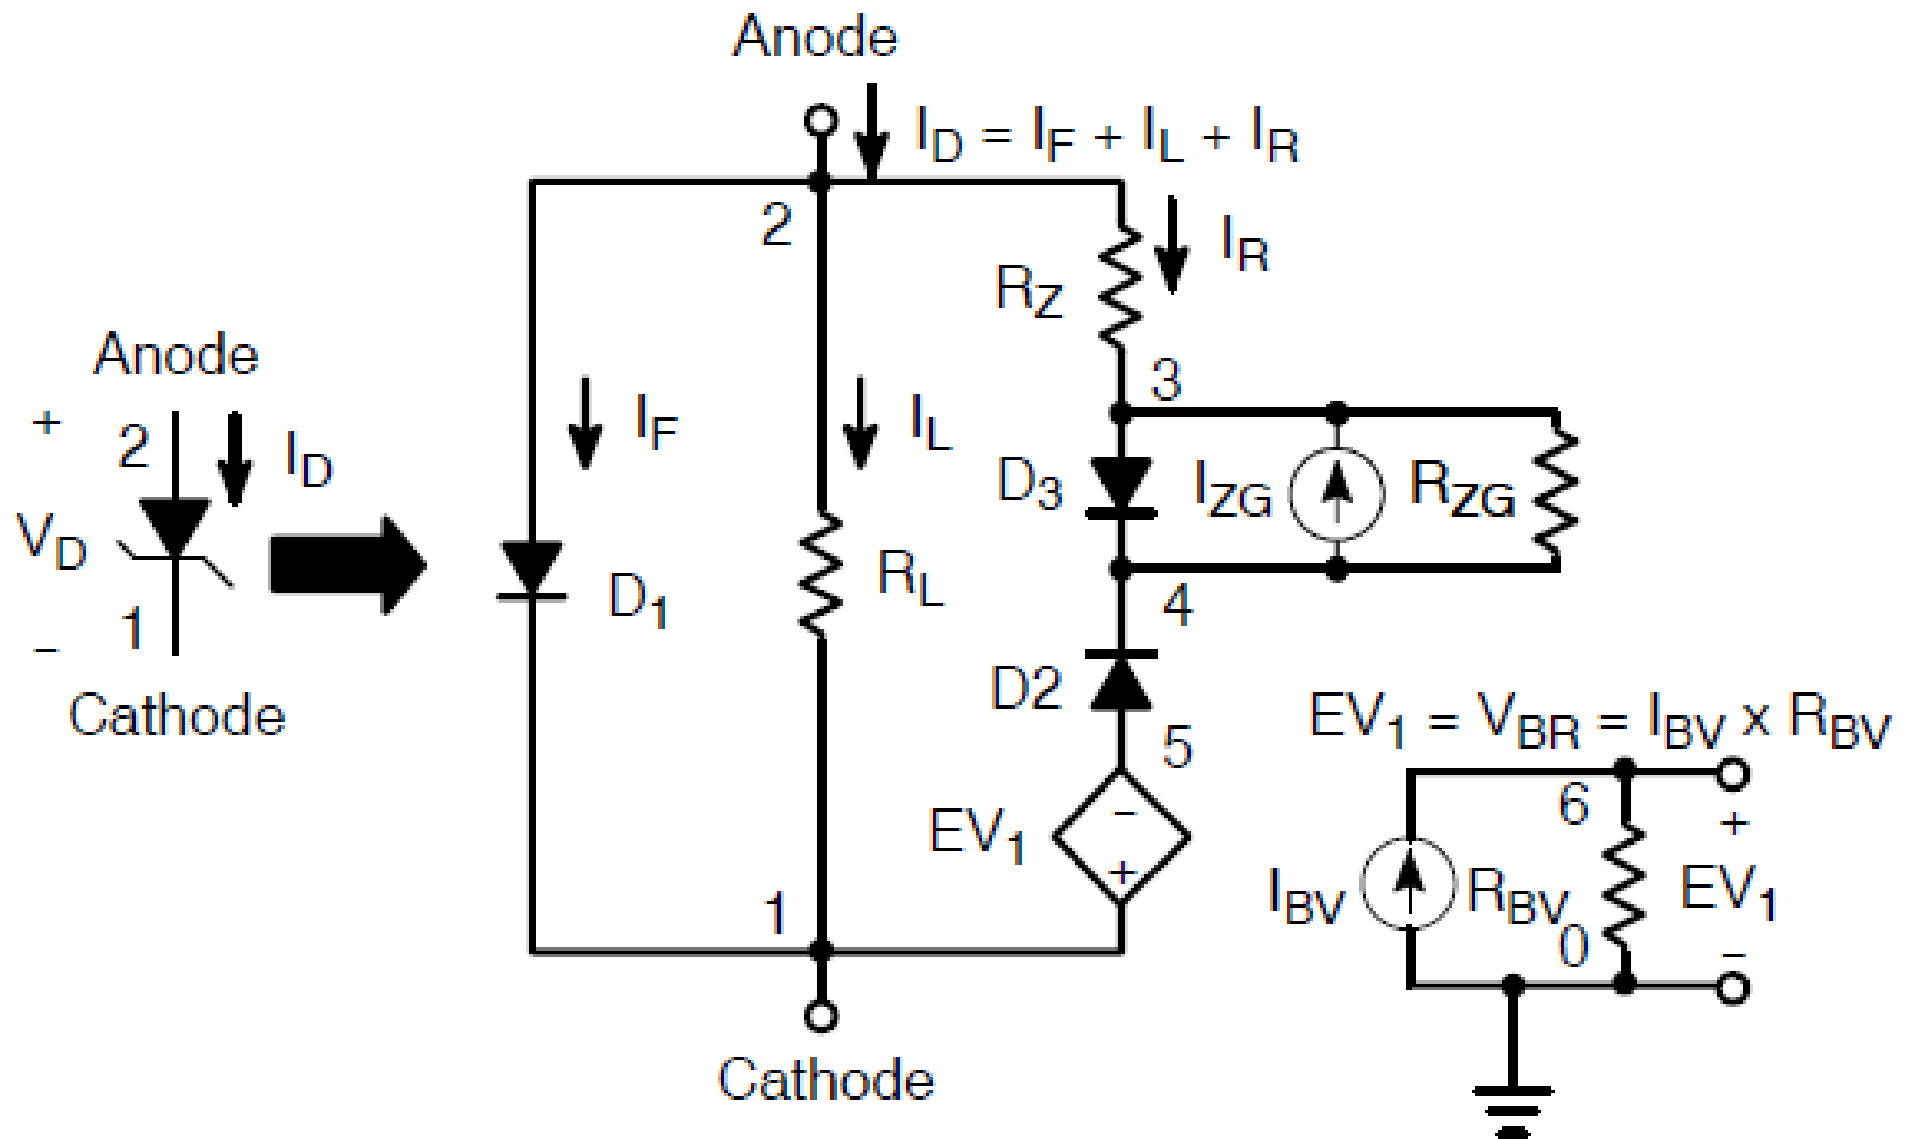 Anode
I_D = I_F + I_L + I_R
2
I_R
R_Z
Anode
3
+
2
I_D
I_F
I_L
D_3
I_ZG
R_ZG
V_D
D_1
R_L
4
1
−
D2
Cathode
5
EV_1 = V_BR = I_BV x R_BV
EV_1
−
+
6
+
1
I_BV
R_BV
EV_1
0
−
Cathode